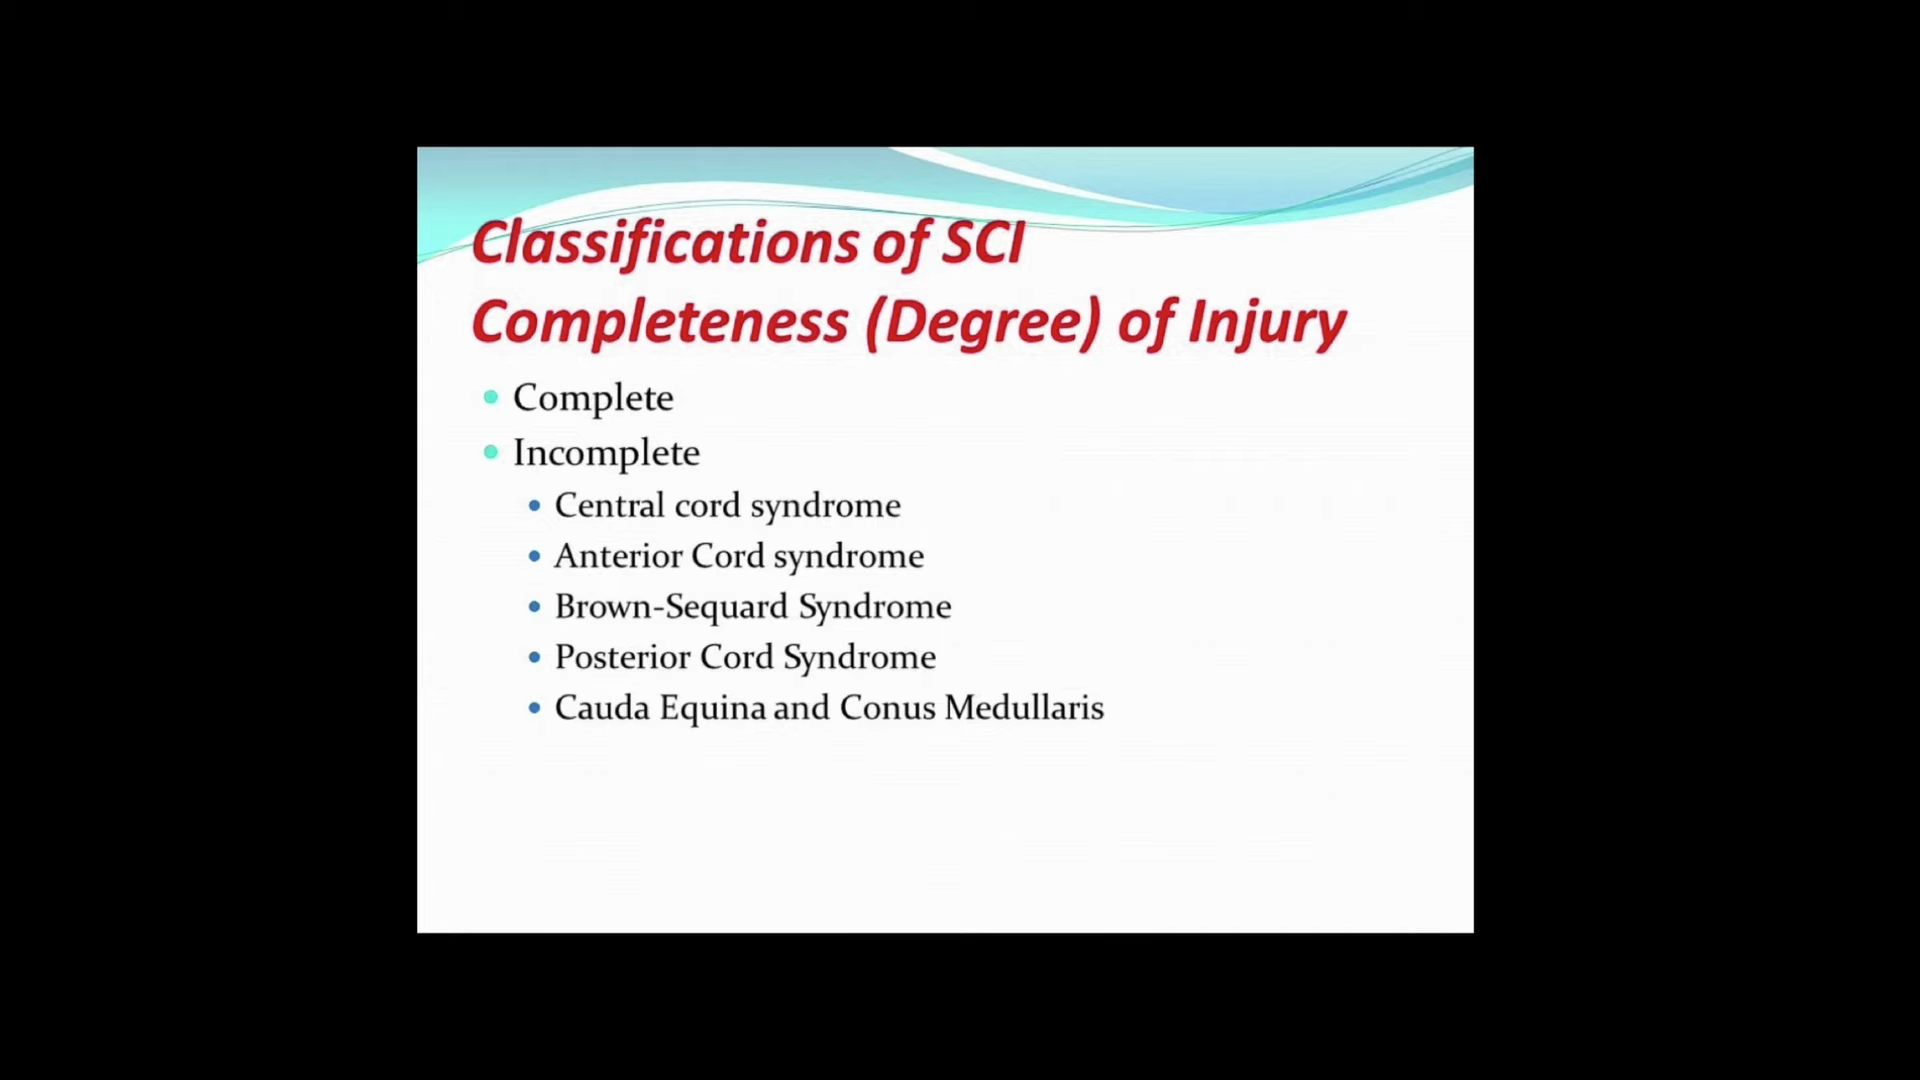 Classifications of SCI
Completeness (Degree) of Injury
Complete
Incomplete
Central cord syndrome
Anterior Cord syndrome
Brown-Sequard Syndrome
Posterior Cord Syndrome
Cauda Equina and Conus Medullaris